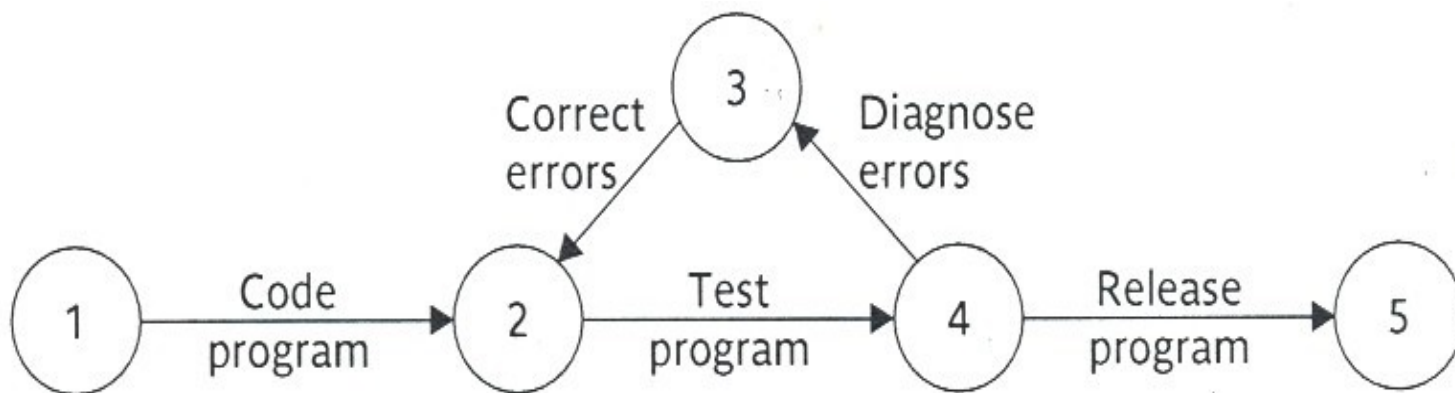 3
Correct
errors
Diagnose
errors
1
Code
program
2
Test
program
4
Release
program
5